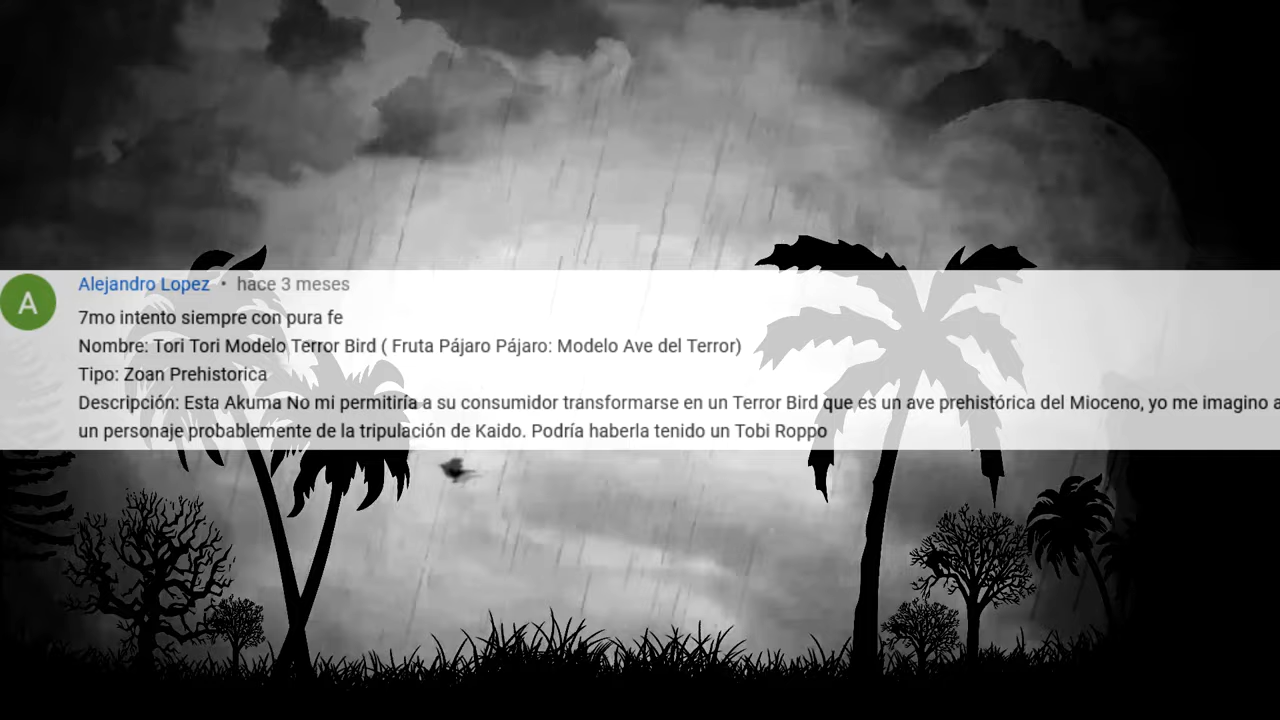 A
Alejandro Lopez • hace 3 meses
7mo intento siempre con pura fe
Nombre: Tori Tori Modelo Terror Bird ( Fruta Pájaro Pájaro: Modelo Ave del Terror)
Tipo: Zoan Prehistorica
Descripción: Esta Akuma No mi permitiría a su consumidor transformarse en un Terror Bird que es un ave prehistórica del Mioceno, yo me imagino a
un personaje probablemente de la tripulación de Kaido. Podría haberla tenido un Tobi Roppo